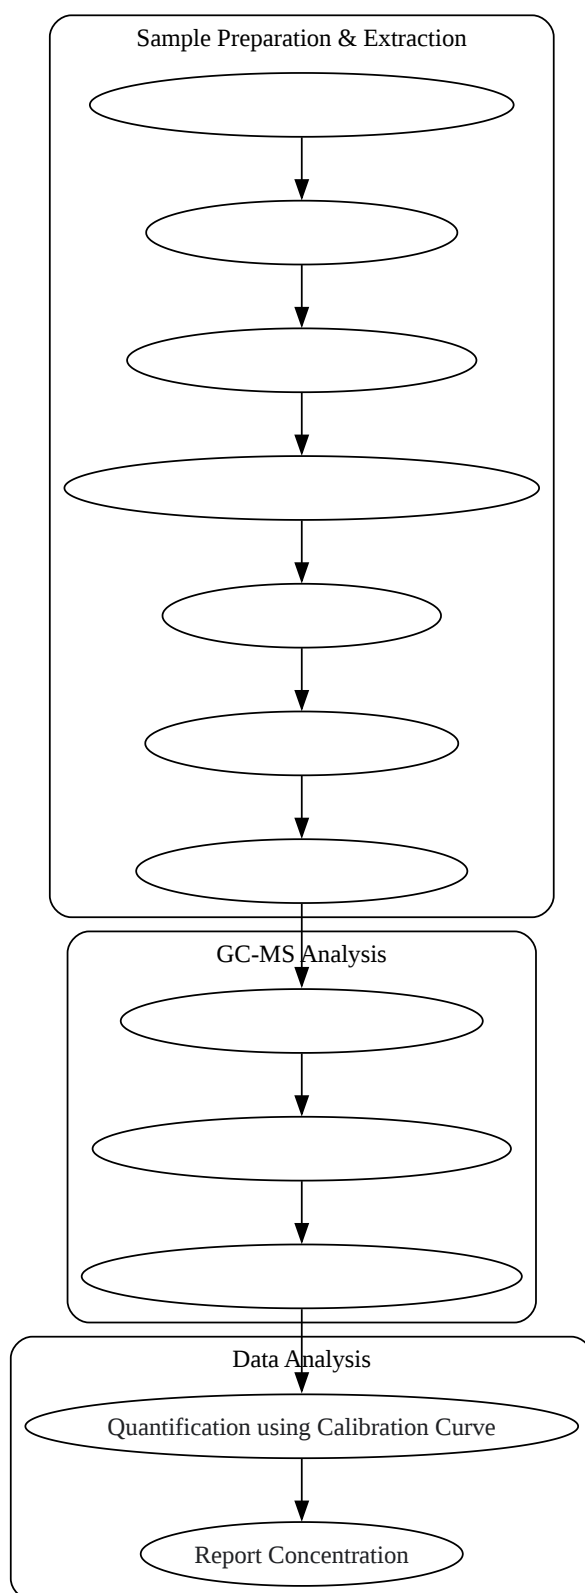 Sample Preparation & Extraction
GC-MS Analysis
Data Analysis
Quantification using Calibration Curve
Report Concentration